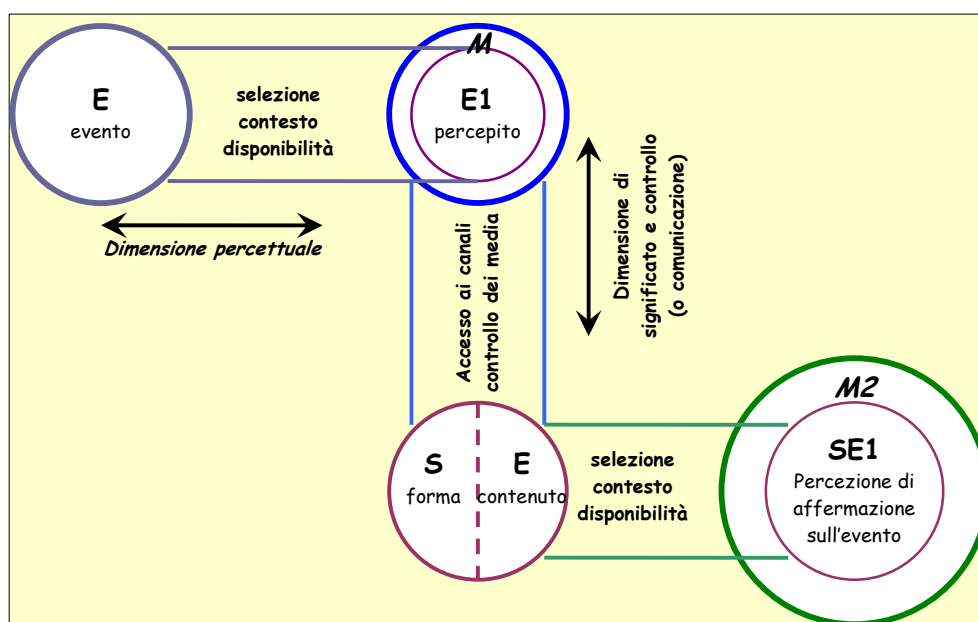 E
evento
selezione
contesto
disponibilità
M
E1
percepito
Dimensione percettuale
Accesso ai canali
controllo dei media
Dimensione di
significato e controllo
(o comunicazione)
S
forma
E
contenuto
selezione
contesto
disponibilità
M2
SE1
Percezione di
affermazione
sull'evento